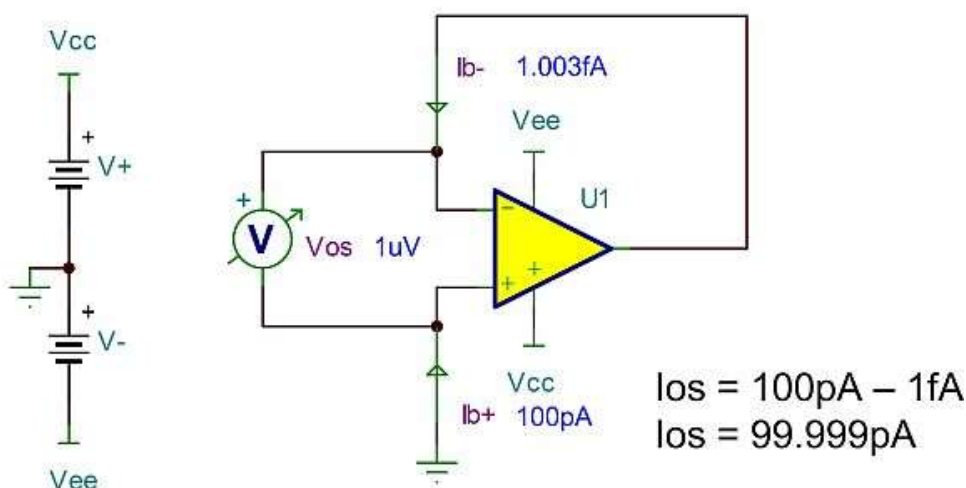 Vcc
+
V+
+
V-
Vee
Ib- 1.003fA
Vee
U1
+
V
Vos 1uV
-
+
+
Vcc
Ib+ 100pA
Ios = 100pA – 1fA
Ios = 99.999pA